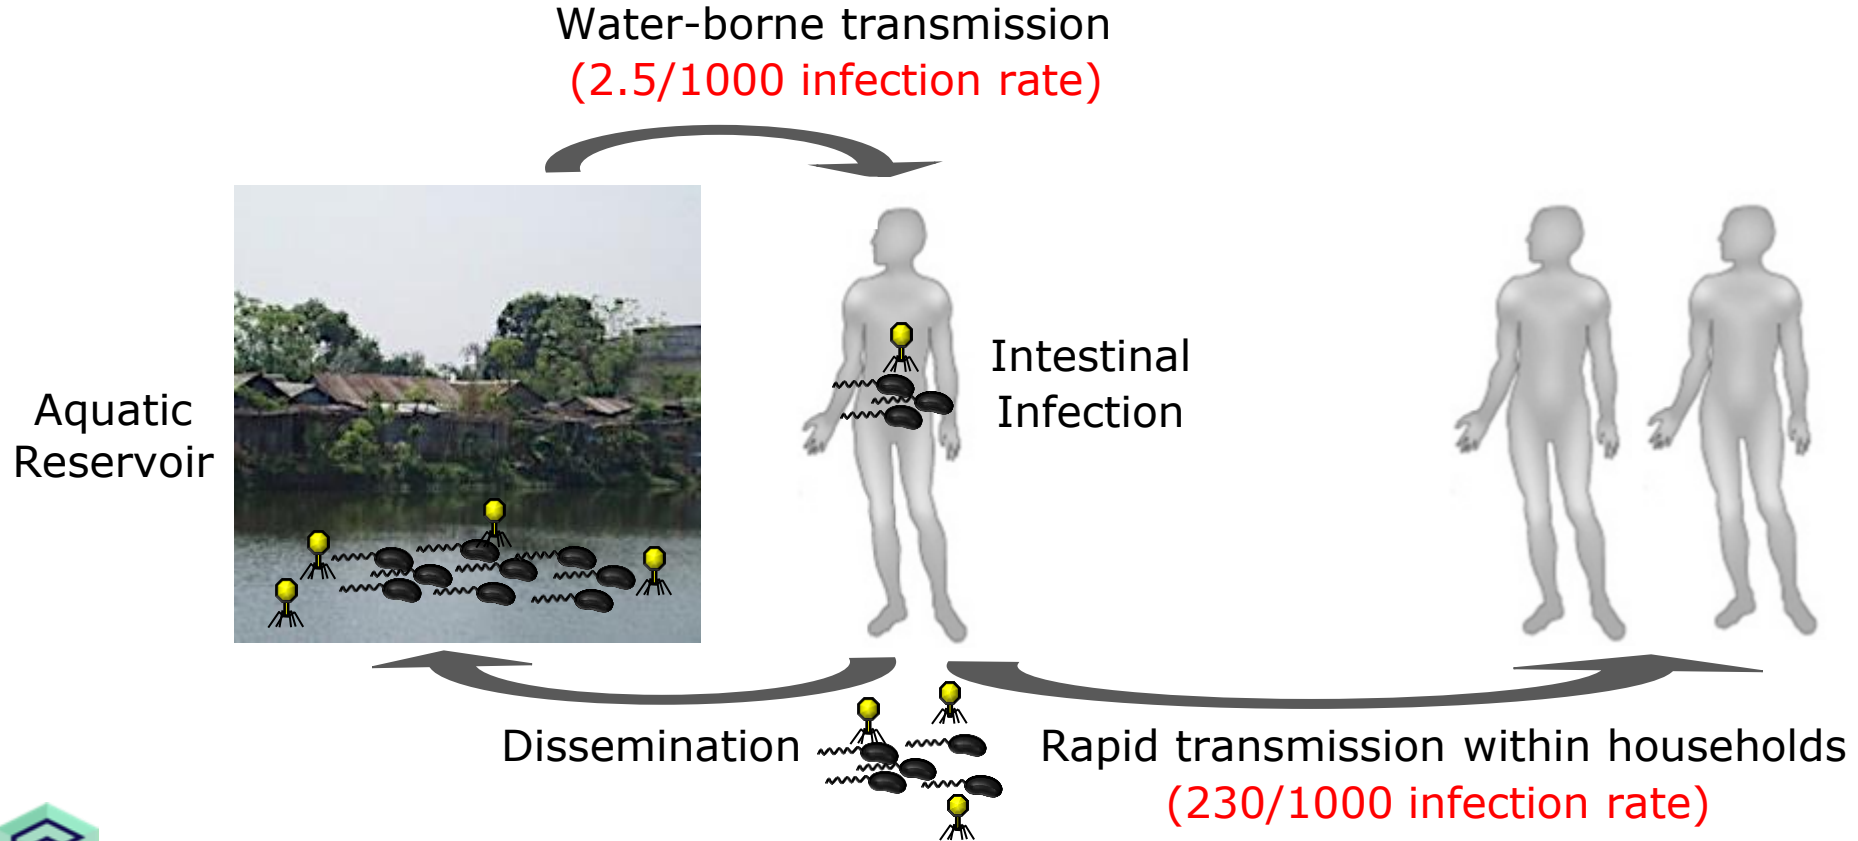 Water-borne transmission
(2.5/1000 infection rate)
Aquatic
Reservoir
Intestinal
Infection
Dissemination
Rapid transmission within households
(230/1000 infection rate)